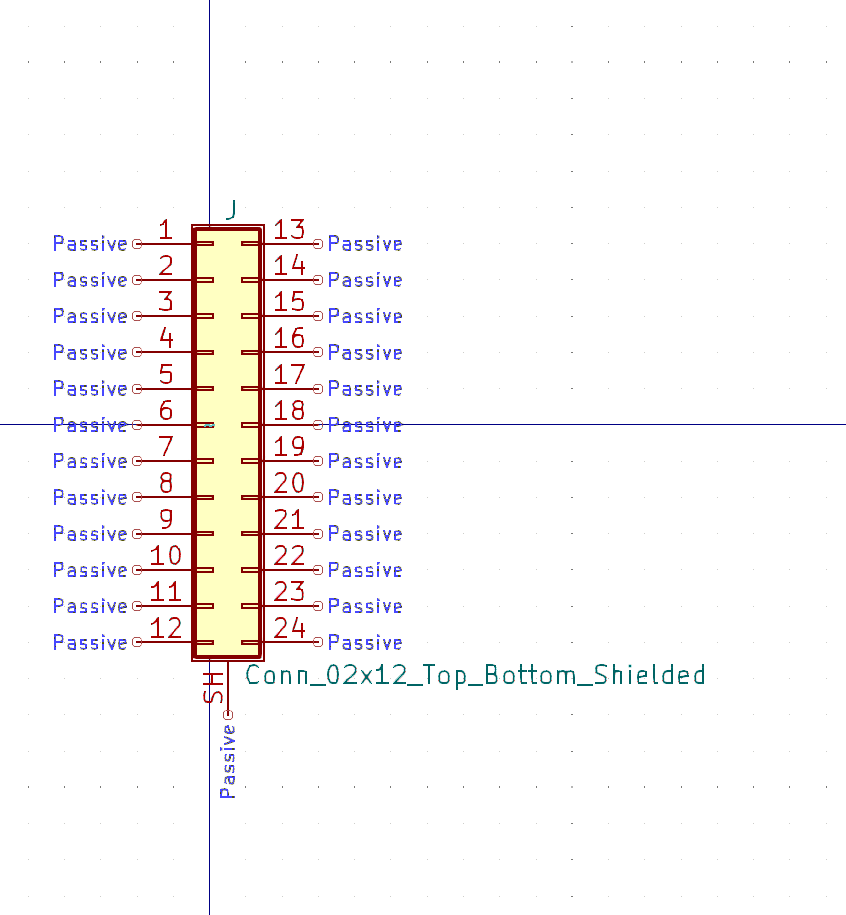 J
Passive 1 13 Passive
Passive 2 14 Passive
Passive 3 15 Passive
Passive 4 16 Passive
Passive 5 17 Passive
Passive 6 18 Passive
Passive 7 19 Passive
Passive 8 20 Passive
Passive 9 21 Passive
Passive 10 22 Passive
Passive 11 23 Passive
Passive 12 24 Passive
SH
Conn_02x12_Top_Bottom_Shielded
Passive